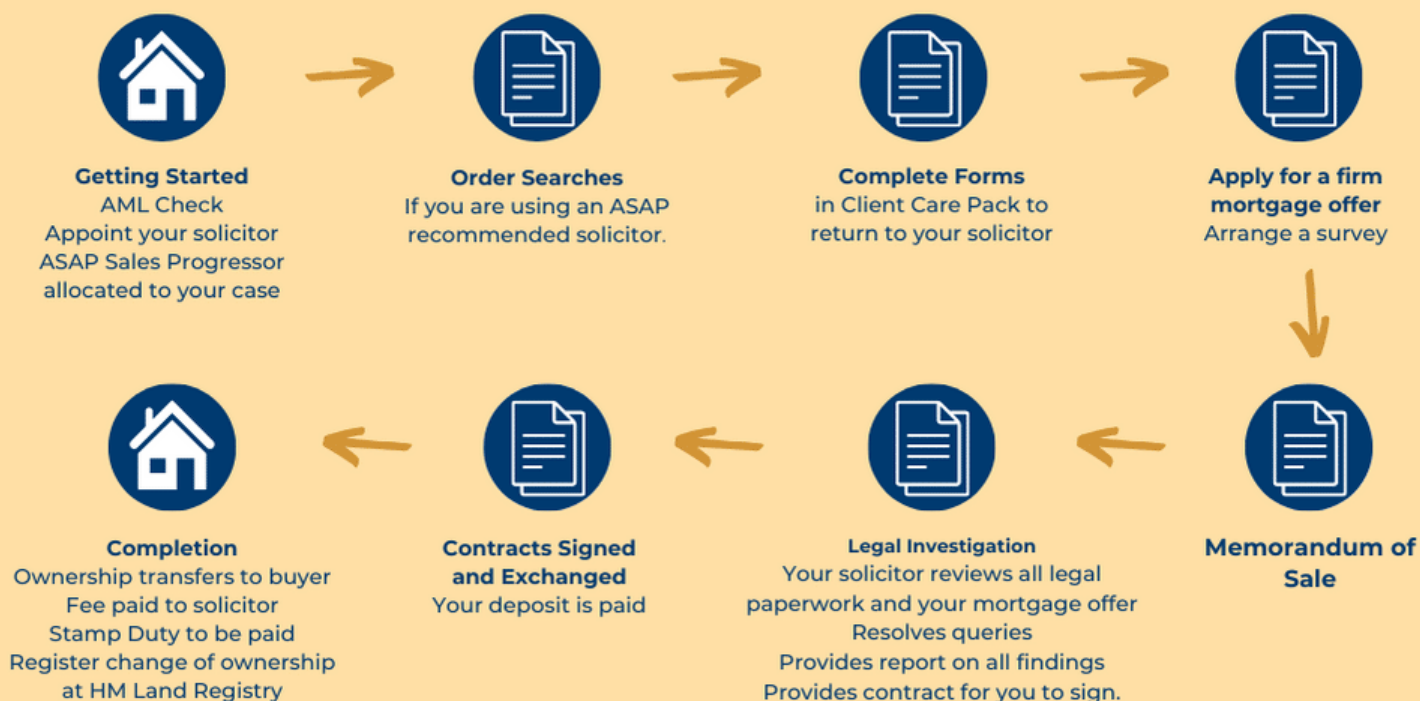 Getting Started
AML Check
Appoint your solicitor
ASAP Sales Progressor
allocated to your case
Order Searches
If you are using an ASAP
recommended solicitor.
Complete Forms
in Client Care Pack to
return to your solicitor
Apply for a firm
mortgage offer
Arrange a survey
Memorandum of
Sale
Legal Investigation
Your solicitor reviews all legal
paperwork and your mortgage offer
Resolves queries
Provides report on all findings
Provides contract for you to sign.
Contracts Signed
and Exchanged
Your deposit is paid
Completion
Ownership transfers to buyer
Fee paid to solicitor
Stamp Duty to be paid
Register change of ownership
at HM Land Registry